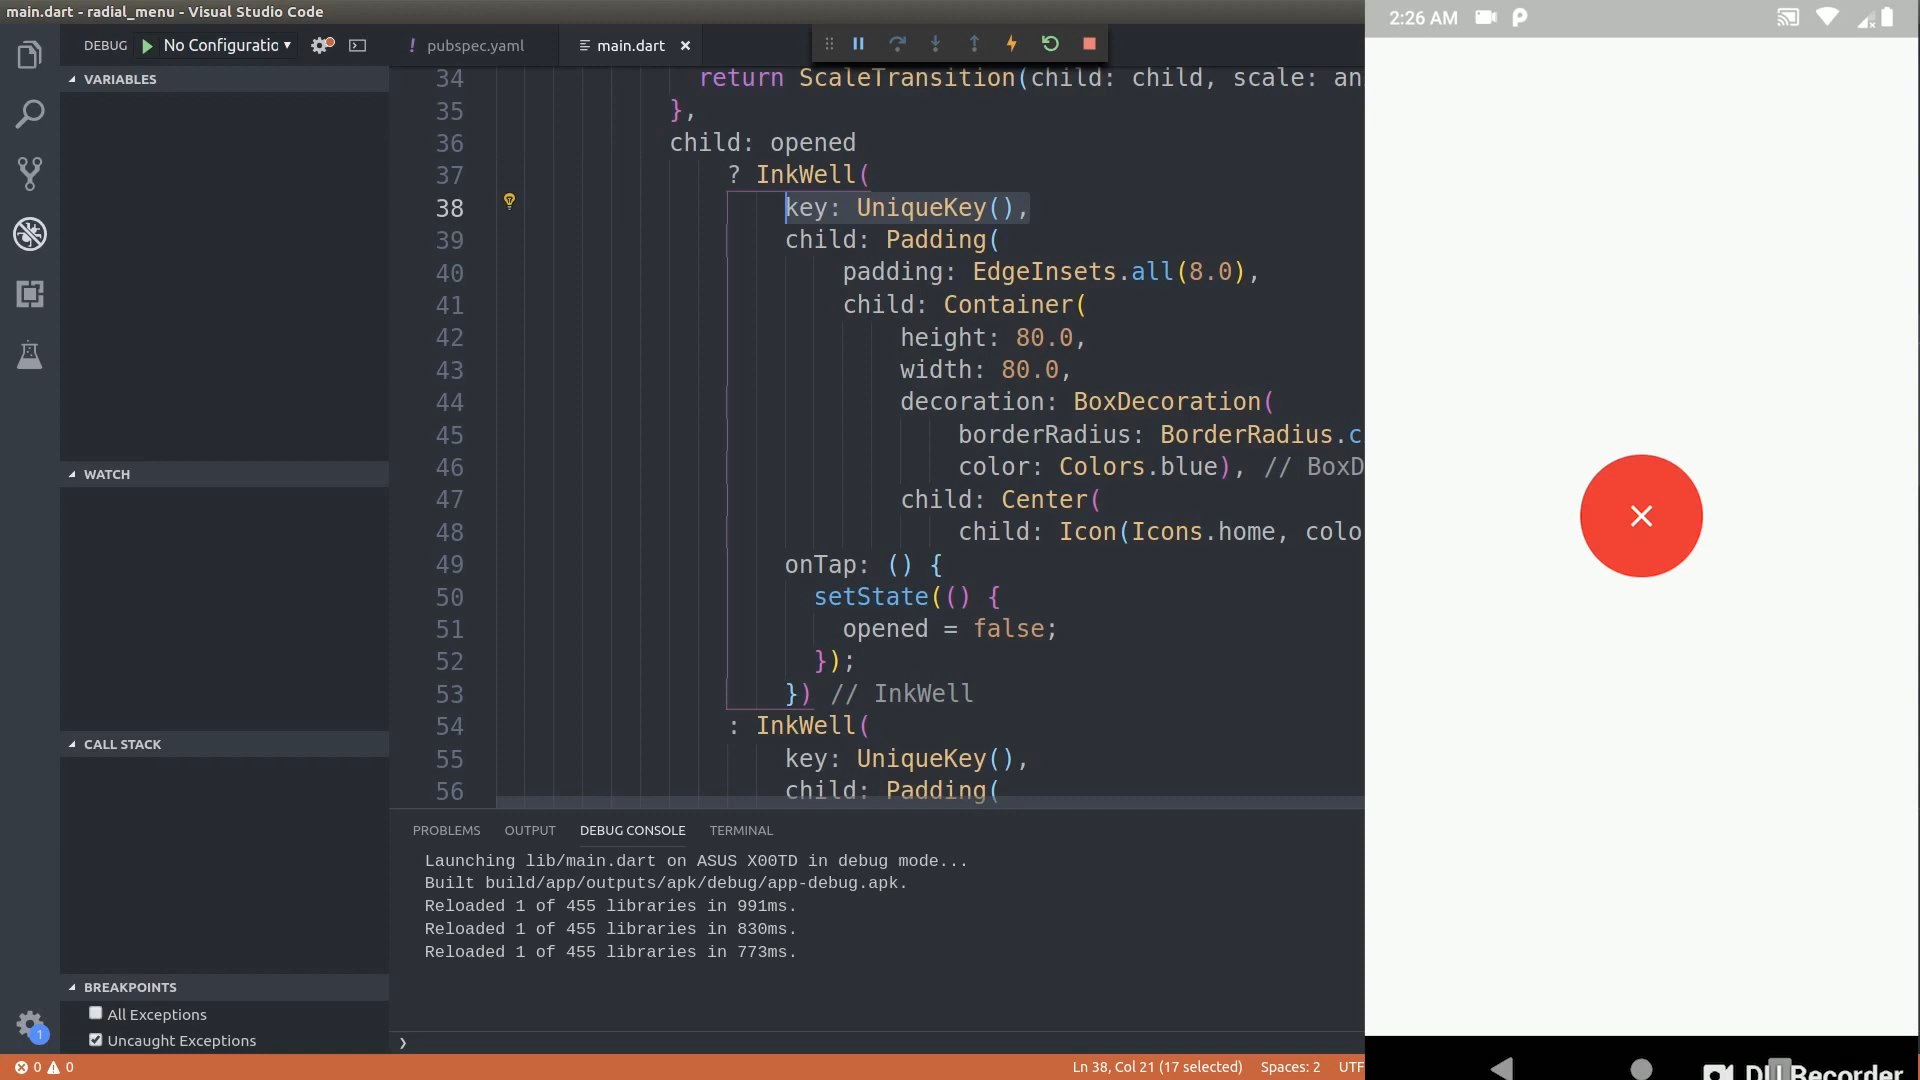 main.dart - radial_menu - Visual Studio Code
2:26 AM
DEBUG No Configuratio
! pubspec.yaml
main.dart ×
VARIABLES
WATCH
CALL STACK
BREAKPOINTS
All Exceptions
Uncaught Exceptions
34 return ScaleTransition(child: child, scale: an
35 },
36 child: opened
37 ? InkWell(
38 key: UniqueKey(),
39 child: Padding(
40 padding: EdgeInsets.all(8.0),
41 child: Container(
42 height: 80.0,
43 width: 80.0,
44 decoration: BoxDecoration(
45 borderRadius: BorderRadius.c
46 color: Colors.blue), // BoxD
47 child: Center(
48 child: Icon(Icons.home, colo
49 onTap: () {
50 setState(() {
51 opened = false;
52 });
53 }) // InkWell
54 : InkWell(
55 key: UniqueKey(),
56 child: Padding(
PROBLEMS OUTPUT DEBUG CONSOLE TERMINAL
Launching lib/main.dart on ASUS X00TD in debug mode...
Built build/app/outputs/apk/debug/app-debug.apk.
Reloaded 1 of 455 libraries in 991ms.
Reloaded 1 of 455 libraries in 830ms.
Reloaded 1 of 455 libraries in 773ms.
❯
1
0 0
Ln 38, Col 21 (17 selected) Spaces: 2 UTF
DU Recorder